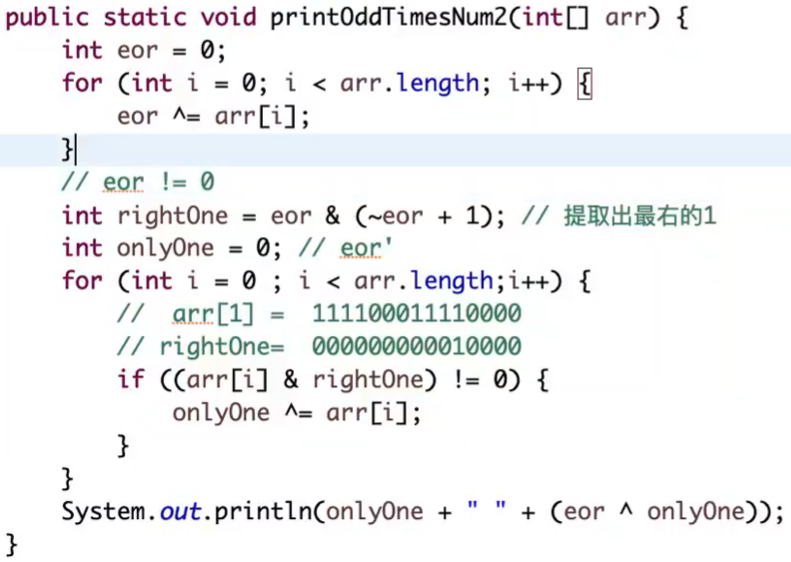 public static void printOddTimesNum2(int[] arr) {
    int eor = 0;
    for (int i = 0; i < arr.length; i++) {
        eor ^= arr[i];
    }
    // eor != 0
    int rightOne = eor & (~eor + 1); // 提取出最右的1
    int onlyOne = 0; // eor'
    for (int i = 0 ; i < arr.length;i++) {
        //  arr[1] =  111100011110000
        // rightOne=  000000000010000
        if ((arr[i] & rightOne) != 0) {
            onlyOne ^= arr[i];
        }
    }
    System.out.println(onlyOne + " " + (eor ^ onlyOne));
}